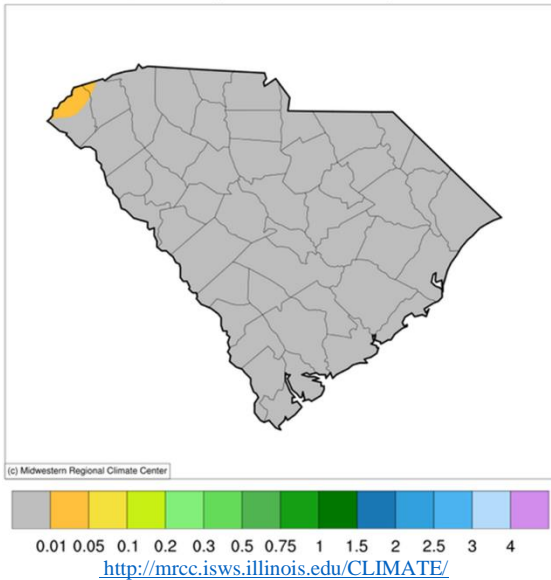 (c) Midwestern Regional Climate Center
0.01 0.05 0.1 0.2 0.3 0.5 0.75 1 1.5 2 2.5 3 4
http://mrcc.isws.illinois.edu/CLIMATE/